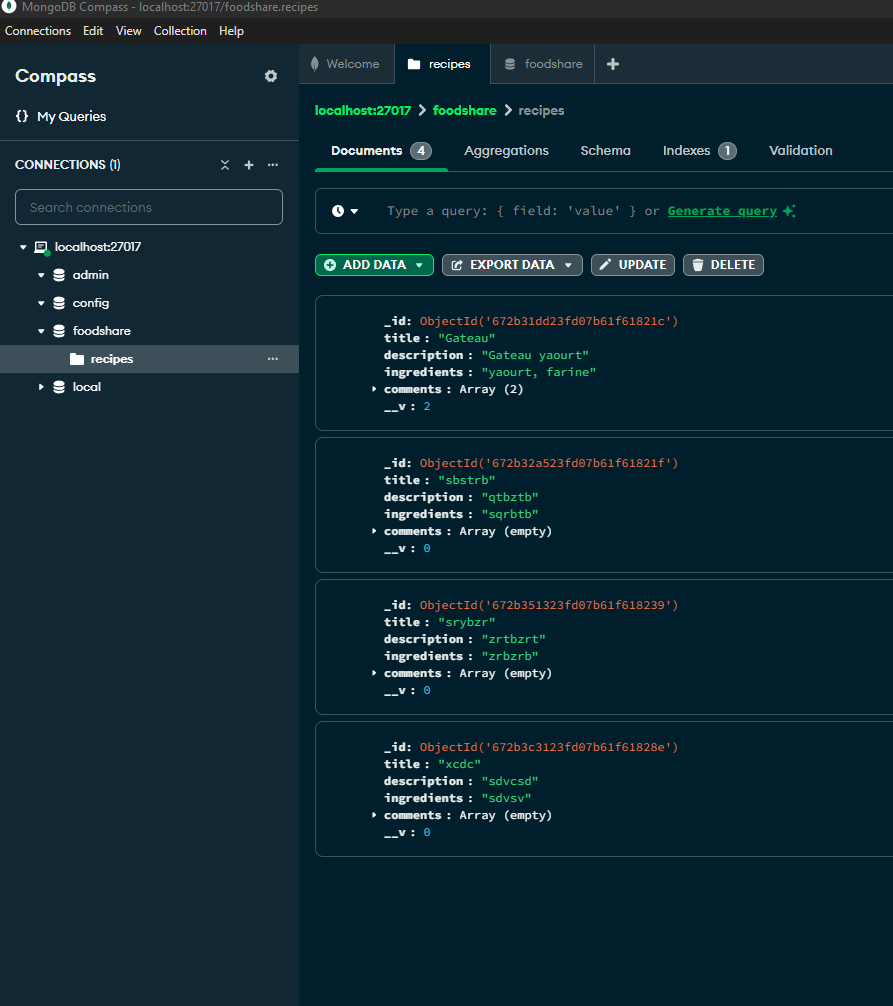 MongoDB Compass - localhost:27017/foodshare.recipes
Connections Edit View Collection Help
Compass
{} My Queries
CONNECTIONS (1)
Search connections
localhost:27017
admin
config
foodshare
recipes
local
Welcome
recipes
foodshare
localhost:27017 > foodshare > recipes
Documents 4 Aggregations Schema Indexes 1 Validation
Type a query: { field: 'value' } or Generate query
ADD DATA EXPORT DATA UPDATE DELETE
_id: ObjectId('672b31dd23fd07b61f61821c')
title : "Gateau"
description : "Gateau yaourt"
ingredients : "yaourt, farine"
comments : Array (2)
__v : 2
_id: ObjectId('672b32a523fd07b61f61821f')
title : "sbstrb"
description : "qtbztb"
ingredients : "sqrbtb"
comments : Array (empty)
__v : 0
_id: ObjectId('672b351323fd07b61f618239')
title : "srybzr"
description : "zrtbzrt"
ingredients : "zrbzrb"
comments : Array (empty)
__v : 0
_id: ObjectId('672b3c3123fd07b61f61828e')
title : "xcdc"
description : "sdvcsd"
ingredients : "sdvsv"
comments : Array (empty)
__v : 0